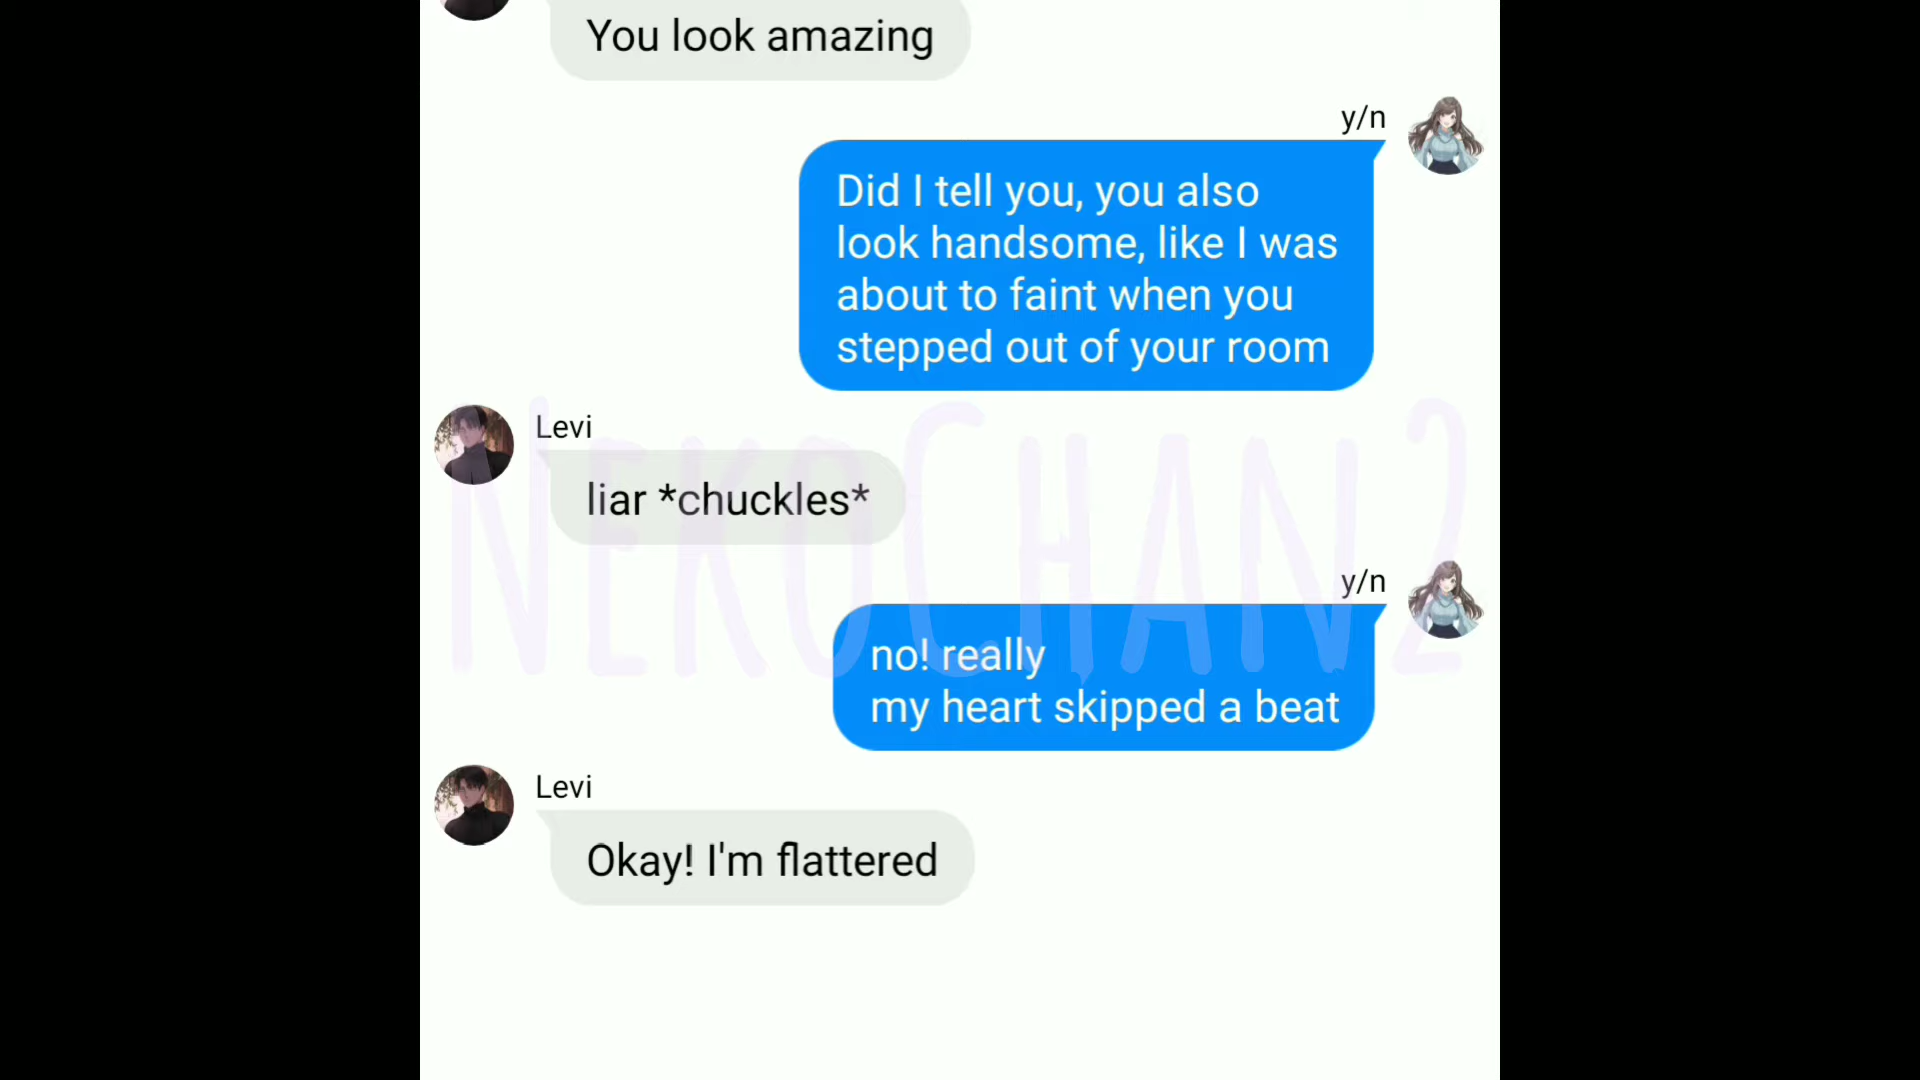 You look amazing
y/n
Did I tell you, you also
look handsome, like I was
about to faint when you
stepped out of your room
Levi
liar *chuckles*
NEKOCHAN2
y/n
no! really
my heart skipped a beat
Levi
Okay! I'm flattered